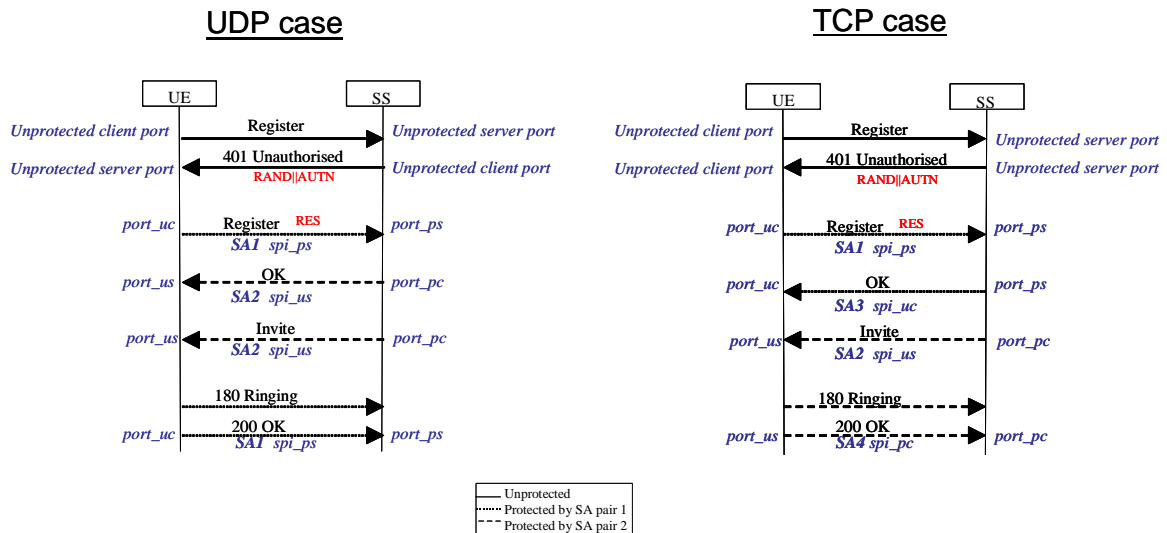 UDP case
TCP case
UE
SS
Unprotected client port
Register
Unprotected server port
Unprotected server port
401 Unauthorised
RAND||AUTN
Unprotected client port
port_uc
Register RES
SA1 spi_ps
port_ps
port_us
OK
SA2 spi_us
port_pc
port_us
Invite
SA2 spi_us
port_pc
180 Ringing
port_uc
200 OK
SA1 spi_ps
port_ps
UE
SS
Unprotected client port
Register
Unprotected server port
Unprotected client port
401 Unauthorised
RAND||AUTN
Unprotected server port
port_uc
Register RES
SA1 spi_ps
port_ps
port_uc
OK
SA3 spi_uc
port_ps
port_us
Invite
SA2 spi_us
port_pc
180 Ringing
port_us
200 OK
SA4 spi_pc
port_pc
Unprotected
Protected by SA pair 1
Protected by SA pair 2